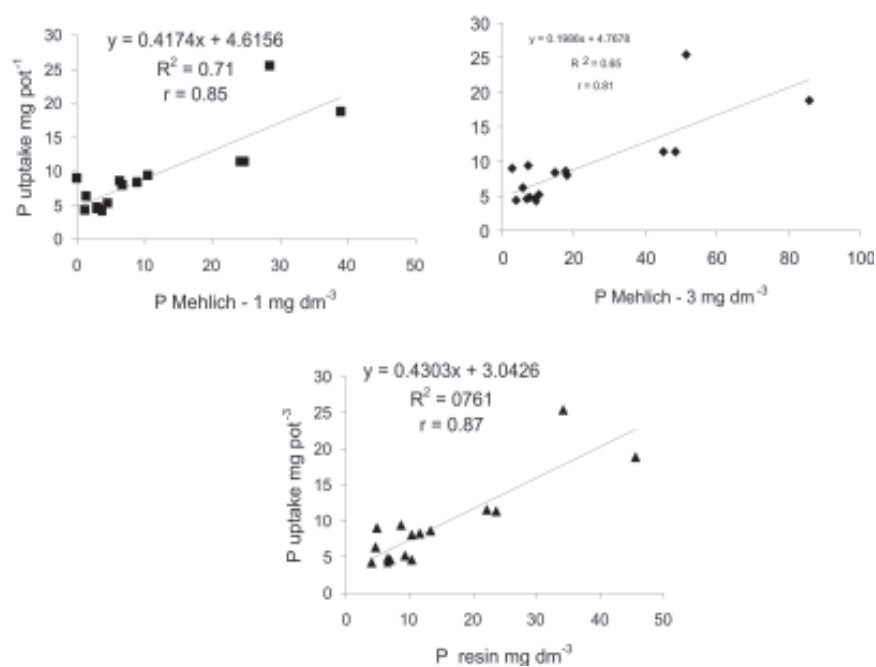 y = 0.4174x + 4.6156
R² = 0.71
r = 0.85
P utptake mg pot⁻¹
30
25
20
15
10
5
0
0 10 20 30 40 50
P Mehlich - 1 mg dm⁻³
y = 0.1986x + 4.7678
R² = 0.65
r = 0.81
30
25
20
15
10
5
0
0 20 40 60 80 100
P Mehlich - 3 mg dm⁻³
y = 0.4303x + 3.0426
R² = 0761
r = 0.87
P uptake mg pot⁻³
30
25
20
15
10
5
0
0 10 20 30 40 50
P resin mg dm⁻³